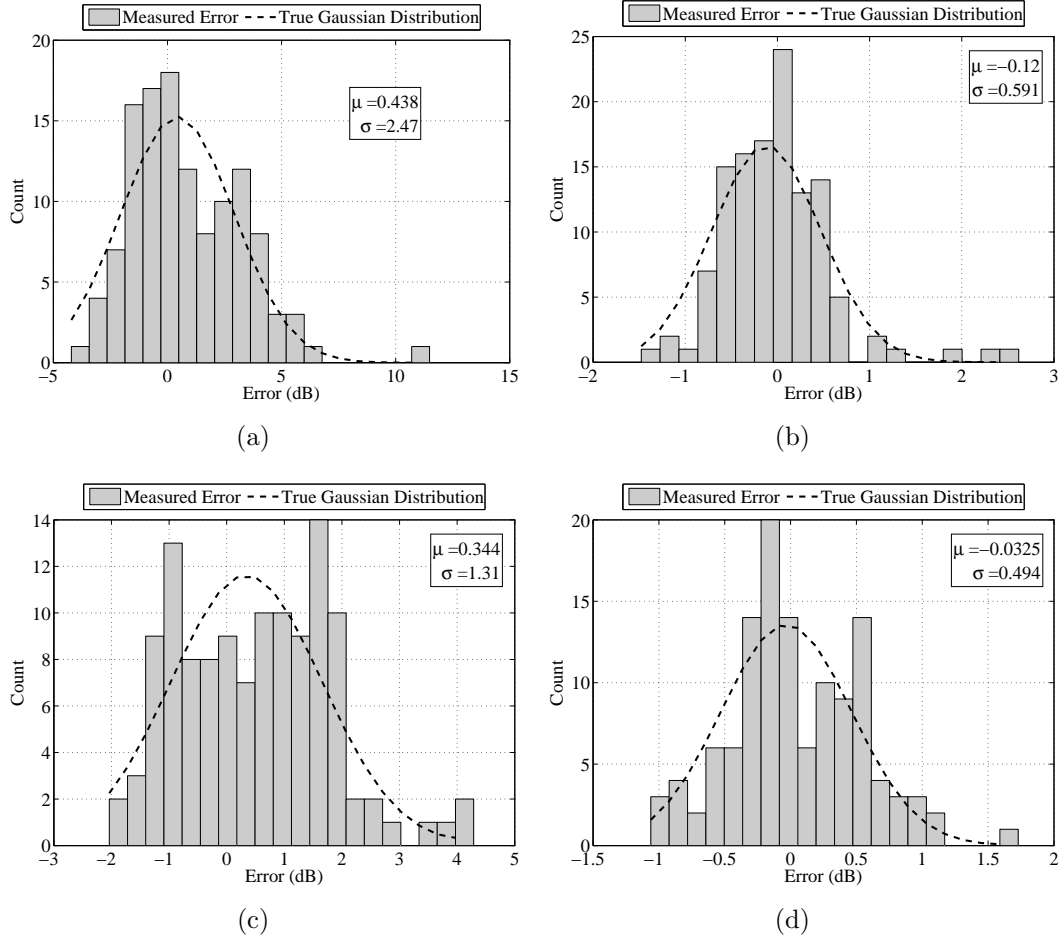 Measured Error True Gaussian Distribution
20
15
10
5
0
Count
−5 0 5 10 15
Error (dB)
μ =0.438
σ =2.47
(a)
Measured Error True Gaussian Distribution
25
20
15
10
5
0
Count
−2 −1 0 1 2 3
Error (dB)
μ =−0.12
σ =0.591
(b)
Measured Error True Gaussian Distribution
14
12
10
8
6
4
2
0
Count
−3 −2 −1 0 1 2 3 4 5
Error (dB)
μ =0.344
σ =1.31
(c)
Measured Error True Gaussian Distribution
20
15
10
5
0
Count
−1.5 −1 −0.5 0 0.5 1 1.5 2
Error (dB)
μ =−0.0325
σ =0.494
(d)